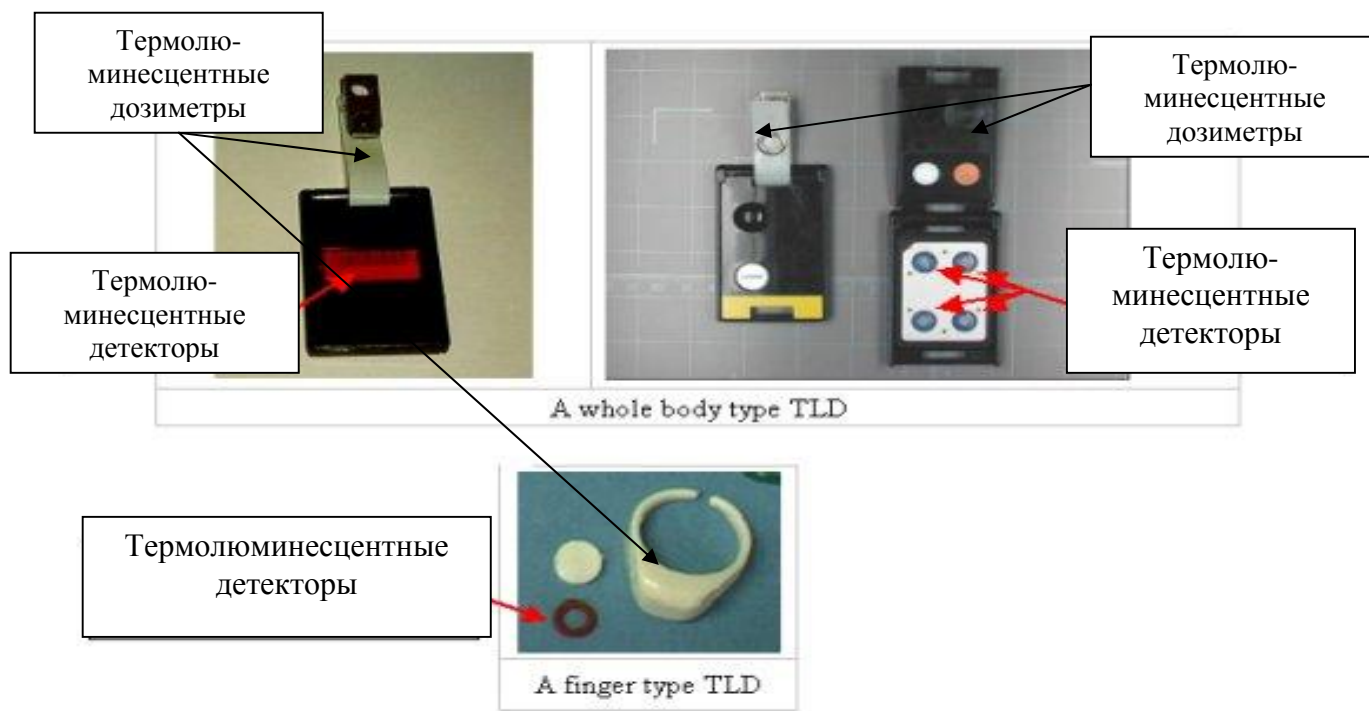 Термолю-
минесцентные
дозиметры
Термолю-
минесцентные
дозиметры
Термолю-
минесцентные
детекторы
Термолю-
минесцентные
детекторы
A whole body type TLD
Термолюминесцентные
детекторы
A finger type TLD